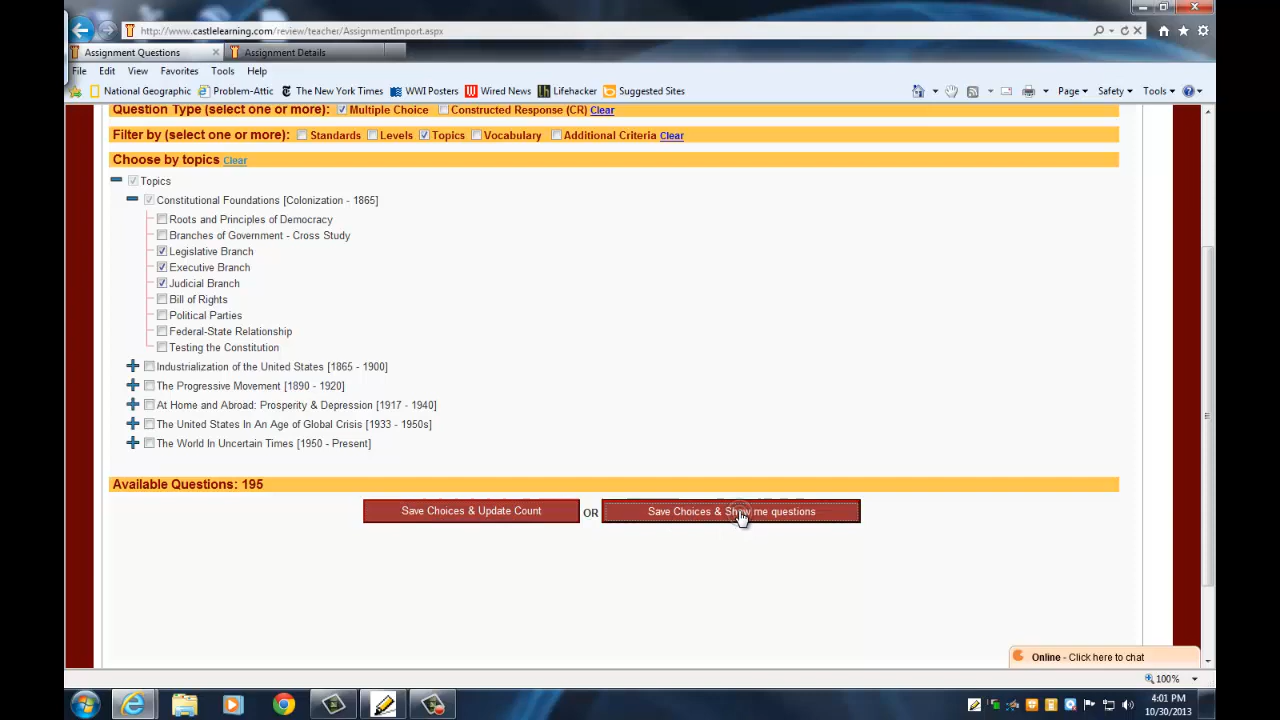 http://www.castlelearning.com/review/teacher/AssignmentImport.aspx
Assignment Questions
Assignment Details
File Edit View Favorites Tools Help
National Geographic Problem-Attic The New York Times WWI Posters Wired News Lifehacker Suggested Sites Page Safety Tools
Question Type (select one or more): Multiple Choice Constructed Response (CR) Clear
Filter by (select one or more): Standards Levels Topics Vocabulary Additional Criteria Clear
Choose by topics Clear
Topics
Constitutional Foundations [Colonization - 1865]
Roots and Principles of Democracy
Branches of Government - Cross Study
Legislative Branch
Executive Branch
Judicial Branch
Bill of Rights
Political Parties
Federal-State Relationship
Testing the Constitution
Industrialization of the United States [1865 - 1900]
The Progressive Movement [1890 - 1920]
At Home and Abroad: Prosperity & Depression [1917 - 1940]
The United States In An Age of Global Crisis [1933 - 1950s]
The World In Uncertain Times [1950 - Present]
Available Questions: 195
Save Choices & Update Count OR Save Choices & Show me questions
Online - Click here to chat
100%
4:01 PM
10/30/2013